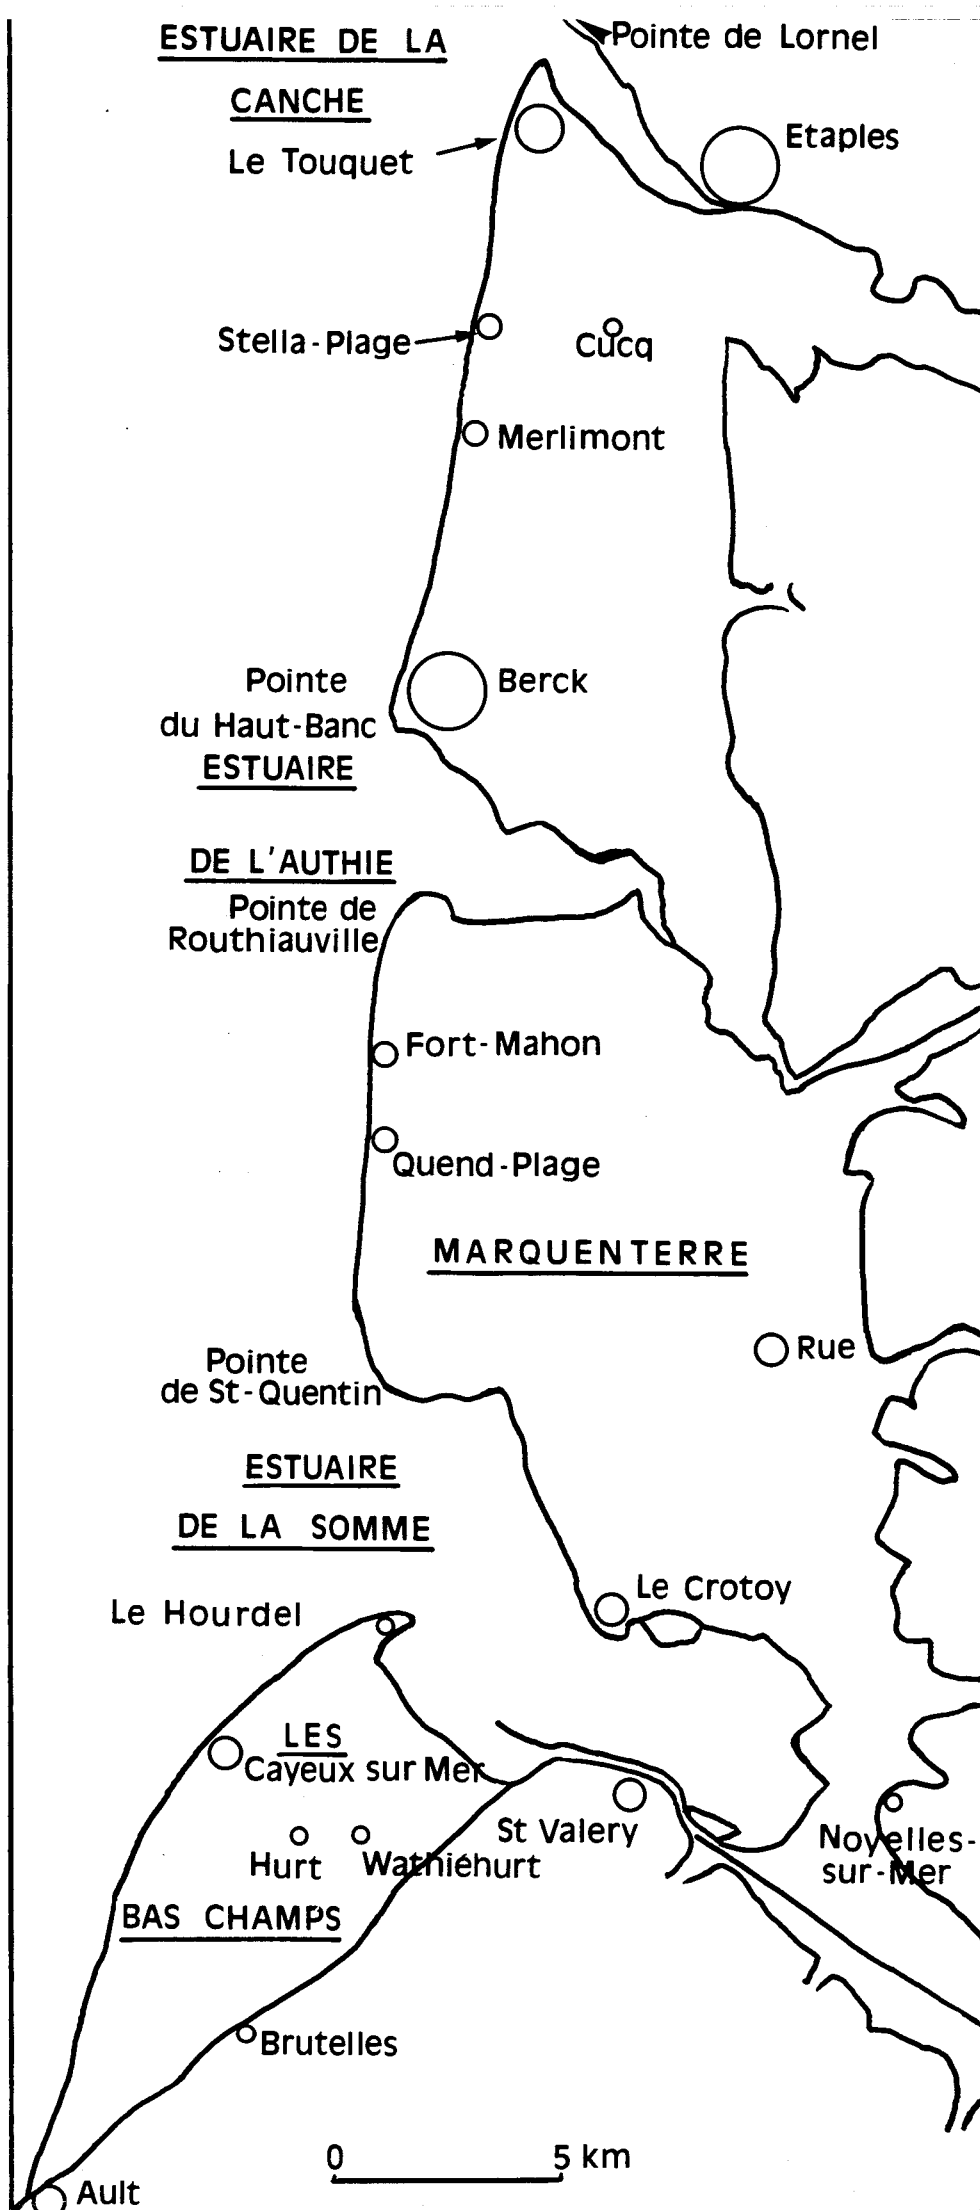 ESTUAIRE DE LA
CANCHE
Pointe de Lornel
Le Touquet
Etaples
Stella-Plage
Cucq
Merlimont
Pointe
du Haut-Banc
Berck
ESTUAIRE
DE L'AUTHIE
Pointe de
Routhiauville
Fort-Mahon
Quend-Plage
MARQUENTERRE
Rue
Pointe
de St-Quentin
ESTUAIRE
DE LA SOMME
Le Crotoy
Le Hourdel
LES
Cayeux sur Mer
St Valery
Noyelles-
sur-Mer
Hurt
Wathiéhurt
BAS CHAMPS
Brutelles
0 5 km
Ault